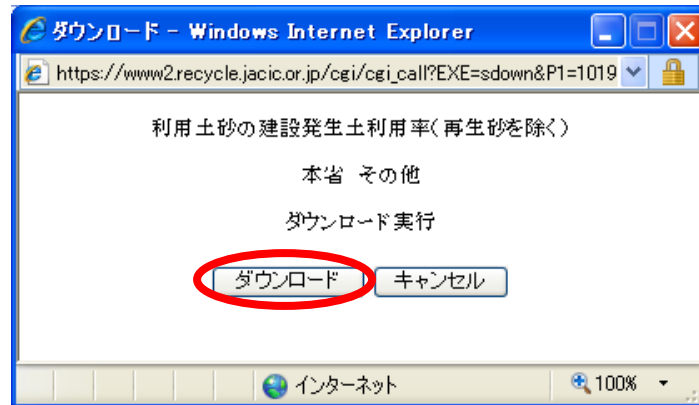 ダウンロード - Windows Internet Explorer
https://www2.recycle.jacic.or.jp/cgi/cgi_call?EXE=sdown&P1=1019
利用土砂の建設発生土利用率(再生砂を除く)
本省 その他
ダウンロード実行
ダウンロード キャンセル
インターネット 100%